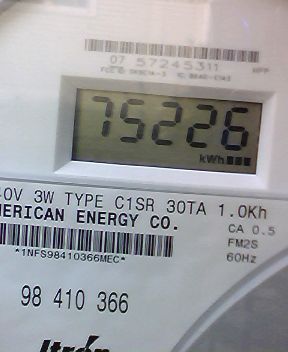 07 57245311
75226
kWh
0V 3W TYPE C1SR 30TA 1.0Kh
MERICAN ENERGY CO.
CA 0.5
FM2S
*1NFS98410366MEC*
60Hz
98 410 366
Itrón